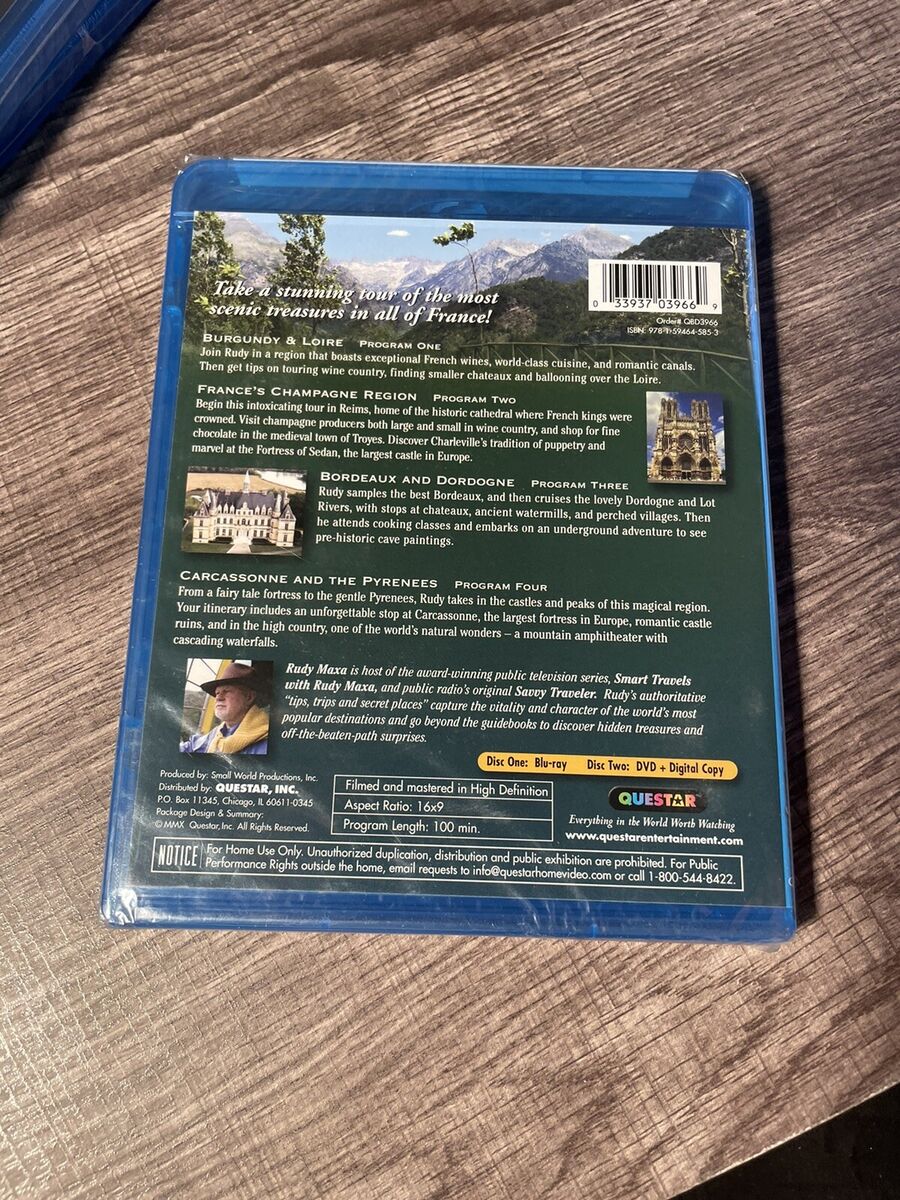 Take a stunning tour of the most
scenic treasures in all of France!
0 33937 03966 9
Order# QBD3966
ISBN: 978-1-59464-585-3
BURGUNDY & LOIRE PROGRAM ONE
Join Rudy in a region that boasts exceptional French wines, world-class cuisine, and romantic canals.
Then get tips on touring wine country, finding smaller chateaux and ballooning over the Loire.
FRANCE'S CHAMPAGNE REGION PROGRAM TWO
Begin this intoxicating tour in Reims, home of the historic cathedral where French kings were
crowned. Visit champagne producers both large and small in wine country, and shop for fine
chocolate in the medieval town of Troyes. Discover Charleville's tradition of puppetry and
marvel at the Fortress of Sedan, the largest castle in Europe.
BORDEAUX AND DORDOGNE PROGRAM THREE
Rudy samples the best Bordeaux, and then cruises the lovely Dordogne and Lot
Rivers, with stops at chateaux, ancient watermills, and perched villages. Then
he attends cooking classes and embarks on an underground adventure to see
pre-historic cave paintings.
CARCASSONNE AND THE PYRENEES PROGRAM FOUR
From a fairy tale fortress to the gentle Pyrenees, Rudy takes in the castles and peaks of this magical region.
Your itinerary includes an unforgettable stop at Carcassonne, the largest fortress in Europe, romantic castle
ruins, and in the high country, one of the world's natural wonders – a mountain amphitheater with
cascading waterfalls.
Rudy Maxa is host of the award-winning public television series, Smart Travels
with Rudy Maxa, and public radio's original Savvy Traveler. Rudy's authoritative
"tips, trips and secret places" capture the vitality and character of the world's most
popular destinations and go beyond the guidebooks to discover hidden treasures and
off-the-beaten-path surprises.
Disc One: Blu-ray Disc Two: DVD + Digital Copy
Produced by: Small World Productions, Inc.
Distributed by: QUESTAR, INC.
P.O. Box 11345, Chicago, IL 60611-0345
Package Design & Summary:
© MMX Questar, Inc. All Rights Reserved.
Filmed and mastered in High Definition
Aspect Ratio: 16x9
Program Length: 100 min.
QUESTAR
Everything in the World Worth Watching
www.questarentertainment.com
NOTICE For Home Use Only. Unauthorized duplication, distribution and public exhibition are prohibited. For Public
Performance Rights outside the home, email requests to info@questarhomevideo.com or call 1-800-544-8422.